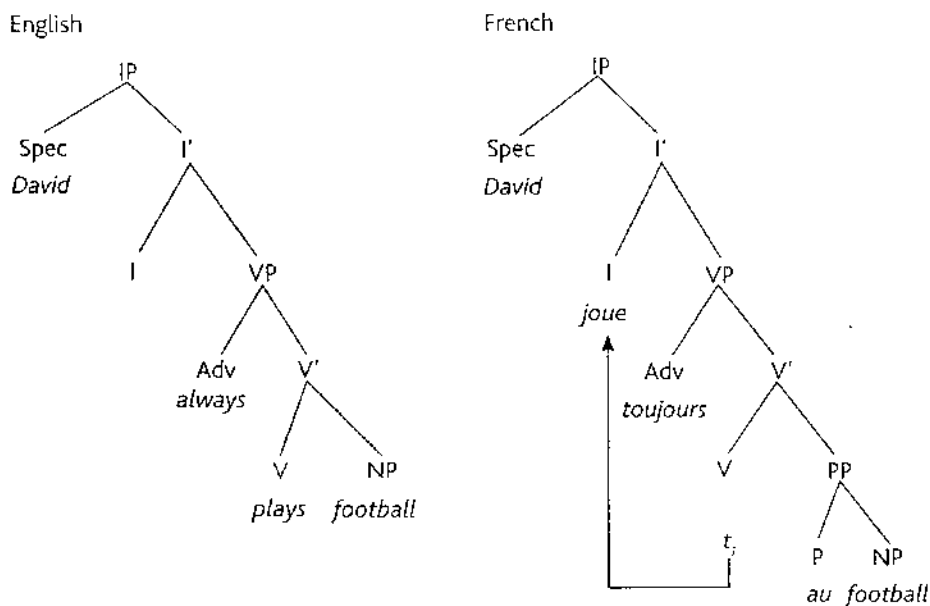 English
IP
Spec I'
David
I VP
Adv V'
always
V NP
plays football
French
IP
Spec I'
David
I VP
joue
Adv V'
toujours
V PP
tj P NP
au football